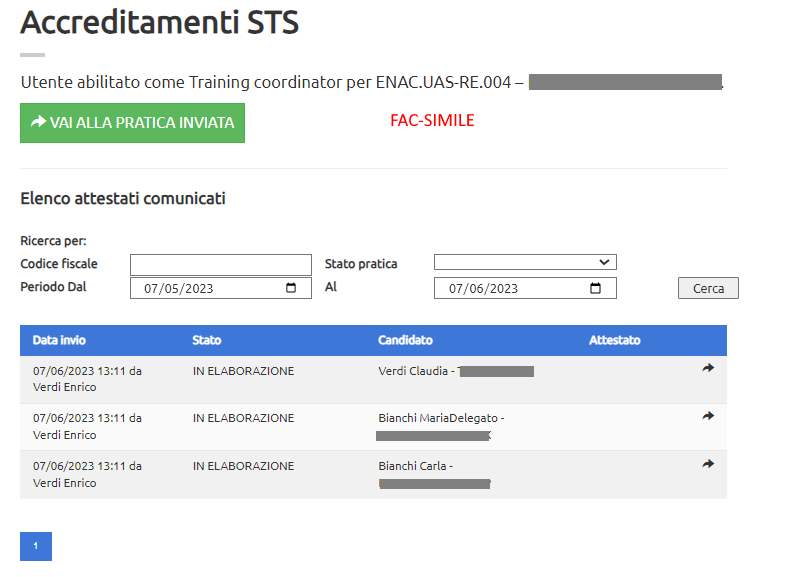 Accreditamenti STS
Utente abilitato come Training coordinator per ENAC.UAS-RE.004 –
VAI ALLA PRATICA INVIATA
FAC-SIMILE
Elenco attestati comunicati
Ricerca per:
Codice fiscale Stato pratica
Periodo Dal 07/05/2023 Al 07/06/2023 Cerca
Data invio Stato Candidato Attestato
07/06/2023 13:11 da IN ELABORAZIONE Verdi Claudia -
Verdi Enrico
07/06/2023 13:11 da IN ELABORAZIONE Bianchi MariaDelegato -
Verdi Enrico
07/06/2023 13:11 da IN ELABORAZIONE Bianchi Carla -
Verdi Enrico
1